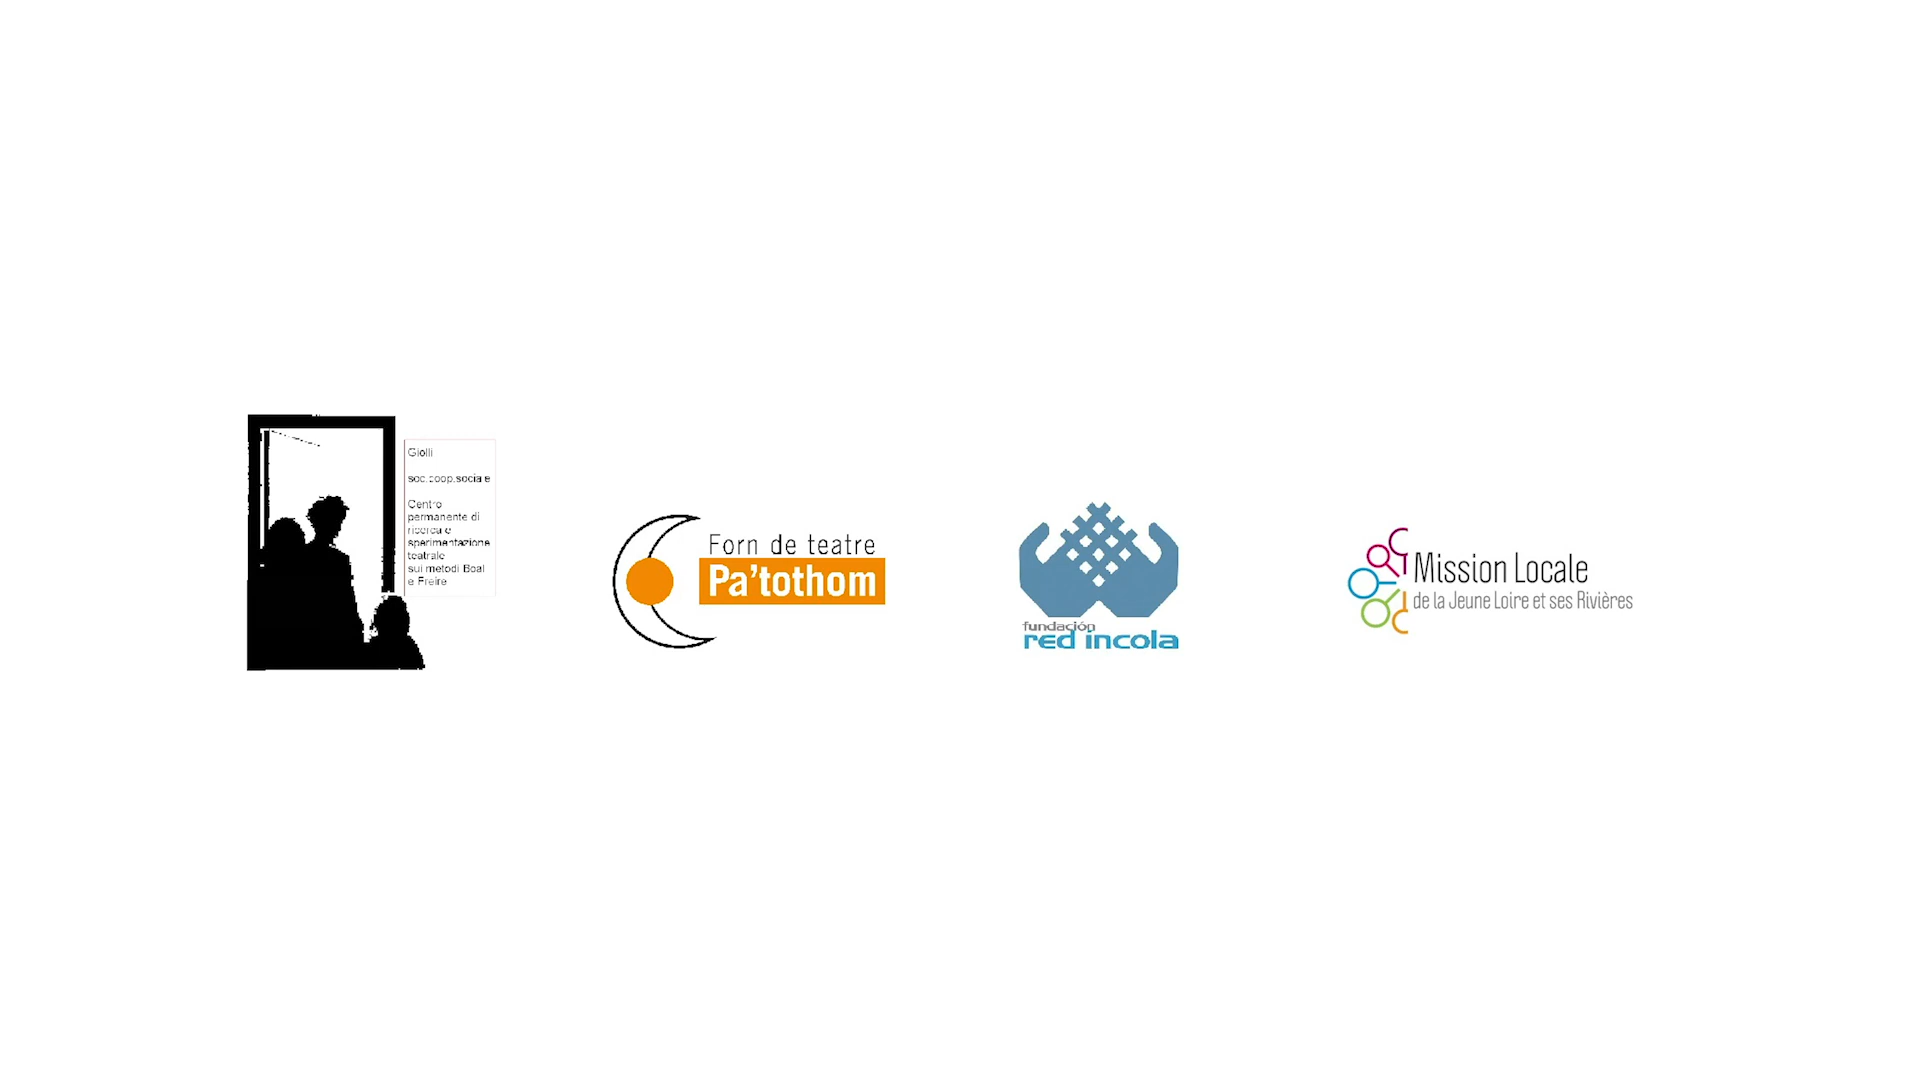 Giolli
soc.coop.sociale
Centro
permanente di
ricerca e
sperimentazione
teatrale
sui metodi Boal
e Freire
Forn de teatre
Pa'tothom
fundación
red incola
Mission Locale
de la Jeune Loire et ses Rivières